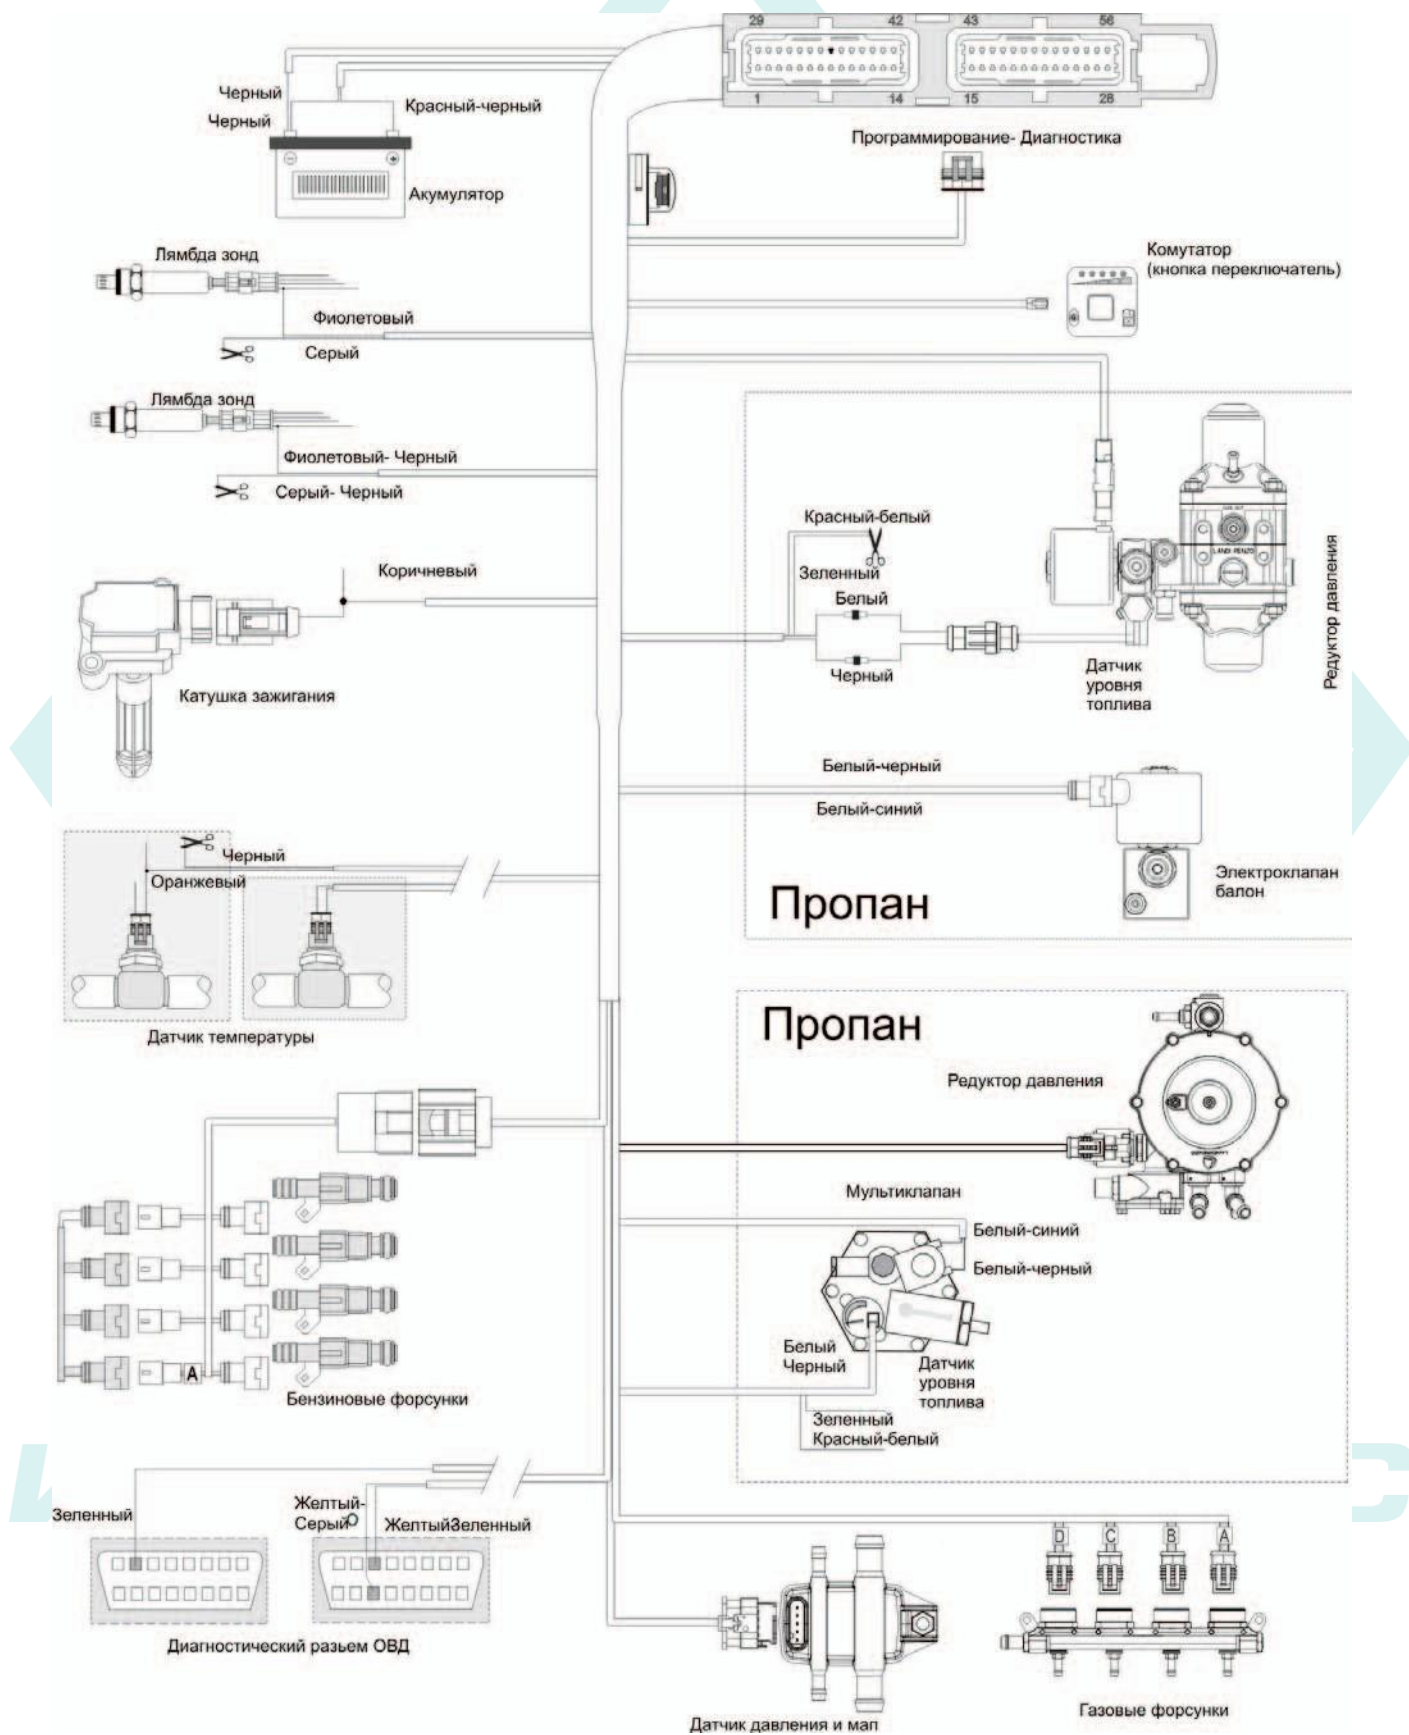 29 42 43 56
1 14 15 28
Черный
Черный
Красный-черный
Акумулятор
Программирование- Диагностика
Лямбда зонд
Фиолетовый
Серый
Комутатор
(кнопка переключатель)
Лямбда зонд
Фиолетовый- Черный
Серый- Черный
Красный-белый
Зеленный
Белый
Черный
LANDI RENZO
Датчик
уровня
топлива
Редуктор давления
Коричневый
Катушка зажигания
Белый-черный
Белый-синий
Электроклапан
балон
Пропан
Черный
Оранжевый
Датчик температуры
Пропан
Редуктор давления
Мультиклапан
Белый-синий
Белый-черный
Белый
Черный
Датчик
уровня
топлива
Зеленный
Красный-белый
A
Бензиновые форсунки
Зеленный
Желтый-
Серый
ЖелтыйЗеленный
Диагностический разьем ОВД
D C B A
Датчик давления и мап
Газовые форсунки